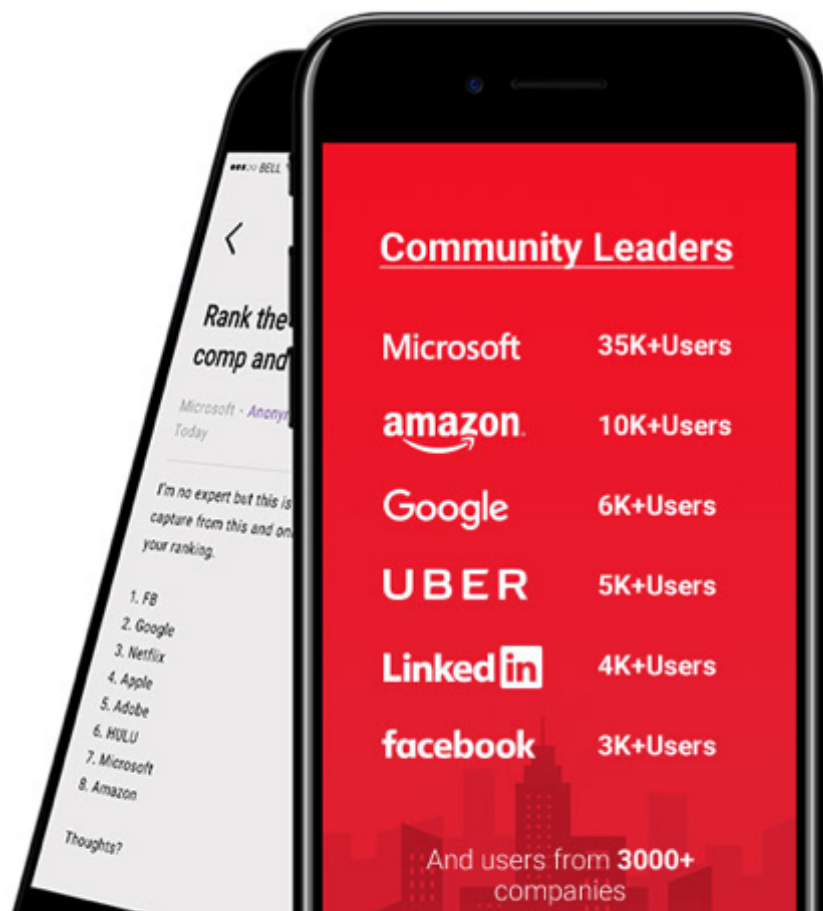 BELL
Rank the
comp and
Microsoft - Anonyr
Today
I'm no expert but this is
capture from this and on
your ranking.
1. FB
2. Google
3. Netflix
4. Apple
5. Adobe
6. HULU
7. Microsoft
8. Amazon
Thoughts?
Community Leaders
Microsoft 35K+Users
amazon 10K+Users
Google 6K+Users
UBER 5K+Users
Linked in 4K+Users
facebook 3K+Users
And users from 3000+
companies